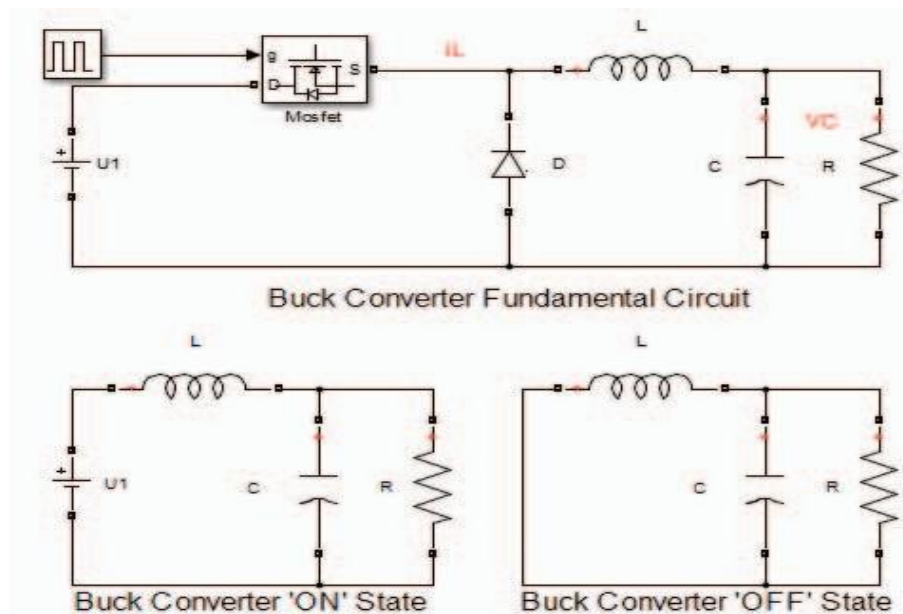 L
iL
g
D
S
Mosfet
+
U1
D
C
VC
R
Buck Converter Fundamental Circuit
L
L
+
U1
C
R
C
R
Buck Converter 'ON' State
Buck Converter 'OFF' State